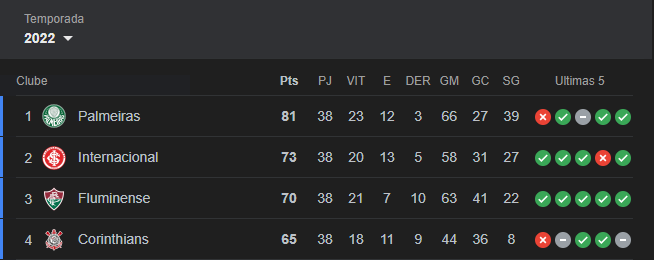 Temporada
2022
Clube Pts PJ VIT E DER GM GC SG Ultimas 5
1 Palmeiras 81 38 23 12 3 66 27 39
2 Internacional 73 38 20 13 5 58 31 27
3 Fluminense 70 38 21 7 10 63 41 22
4 Corinthians 65 38 18 11 9 44 36 8